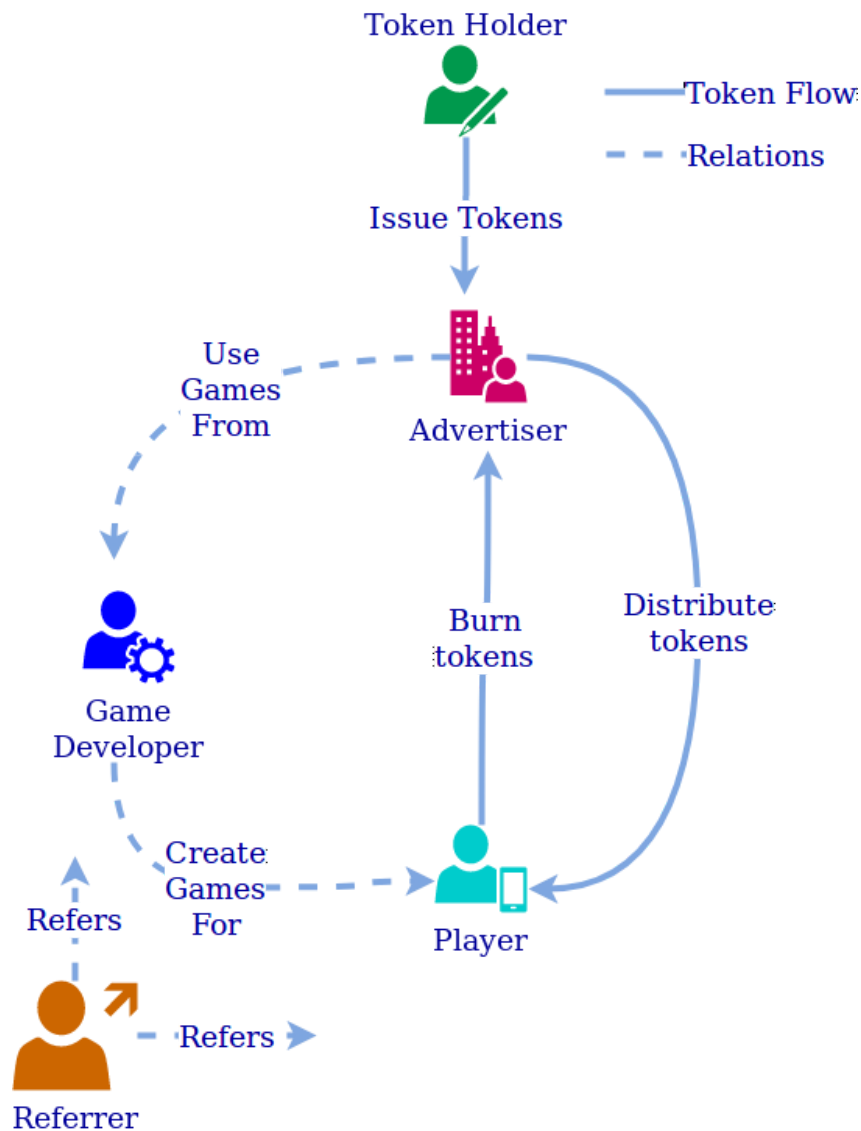 Token Holder
Token Flow
Relations
Issue Tokens
Use
Games
From
Advertiser
Burn
tokens
Distribute
tokens
Game
Developer
Create
Games
For
Player
Refers
Refers
Referrer